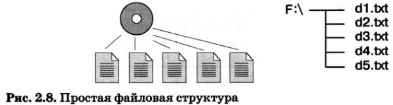 F:\
d1.txt
d2.txt
d3.txt
d4.txt
d5.txt
Рис. 2.8. Простая файловая структура